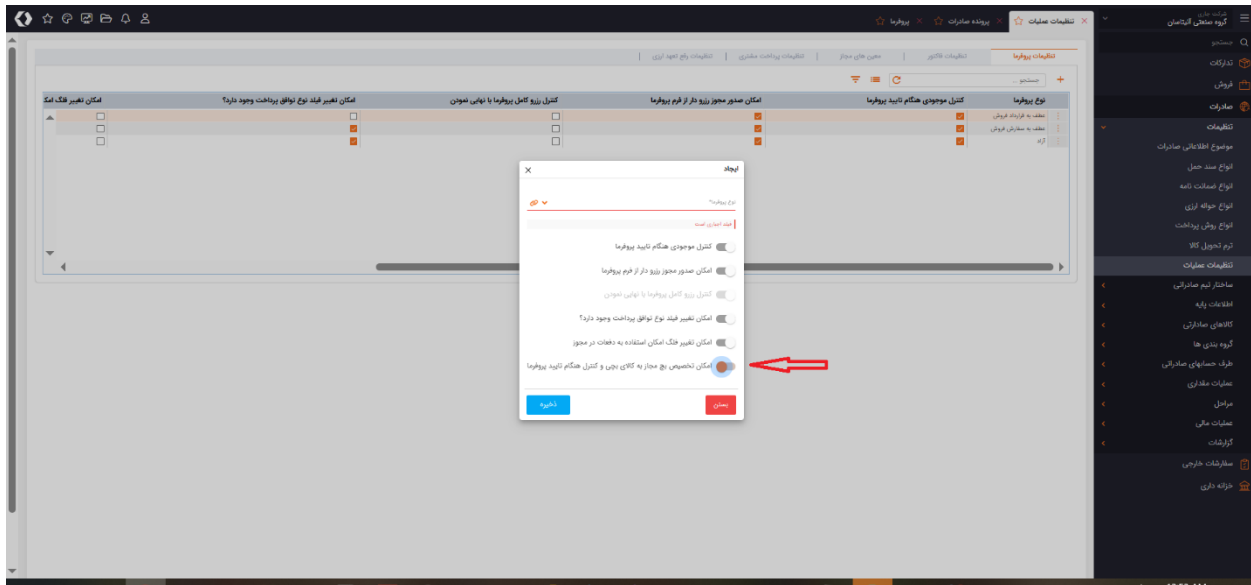 شرکت جاری
گروه صنعتی گلپتاسان
تنظیمات عملیات
پرونده صادرات
پروفرما
جستجو
تدارکات
فروش
صادرات
تنظیمات
موضوع اطلاعاتی صادرات
انواع سند حمل
انواع ضمانت نامه
انواع حواله ارزی
انواع روش پرداخت
ترم تحویل کالا
تنظیمات عملیات
ساختار تیم صادراتی
اطلاعات پایه
کالاهای صادارتی
گروه بندی ها
طرف حسابهای صادراتی
عملیات مقداری
مراحل
عملیات مالی
گزارشات
سفارشات خارجی
خزانه داری
تنظیمات پروفرما
تنظیمات فاکتور
معین های مجاز
تنظیمات پرداخت مشتری
تنظیمات رفع تعهد ارزی
جستجو ...
نوع پروفرما
کنترل موجودی هنگام تایید پروفرما
امکان صدور مجوز رزرو دار از فرم پروفرما
کنترل رزرو کامل پروفرما با نهایی نمودن
امکان تغییر فیلد نوع توافق پرداخت وجود دارد؟
امکان تغییر فلگ امک
عطف به قرارداد فروش
عطف به سفارش فروش
آزاد
ایجاد
نوع پروفرما*
فیلد اجباری است
کنترل موجودی هنگام تایید پروفرما
امکان صدور مجوز رزرو دار از فرم پروفرما
کنترل رزرو کامل پروفرما با نهایی نمودن
امکان تغییر فیلد نوع توافق پرداخت وجود دارد؟
امکان تغییر فلگ امکان استفاده به دفعات در مجوز
امکان تخصیص بچ مجاز به کالای بچی و کنترل هنگام تایید پروفرما
بستن
ذخیره